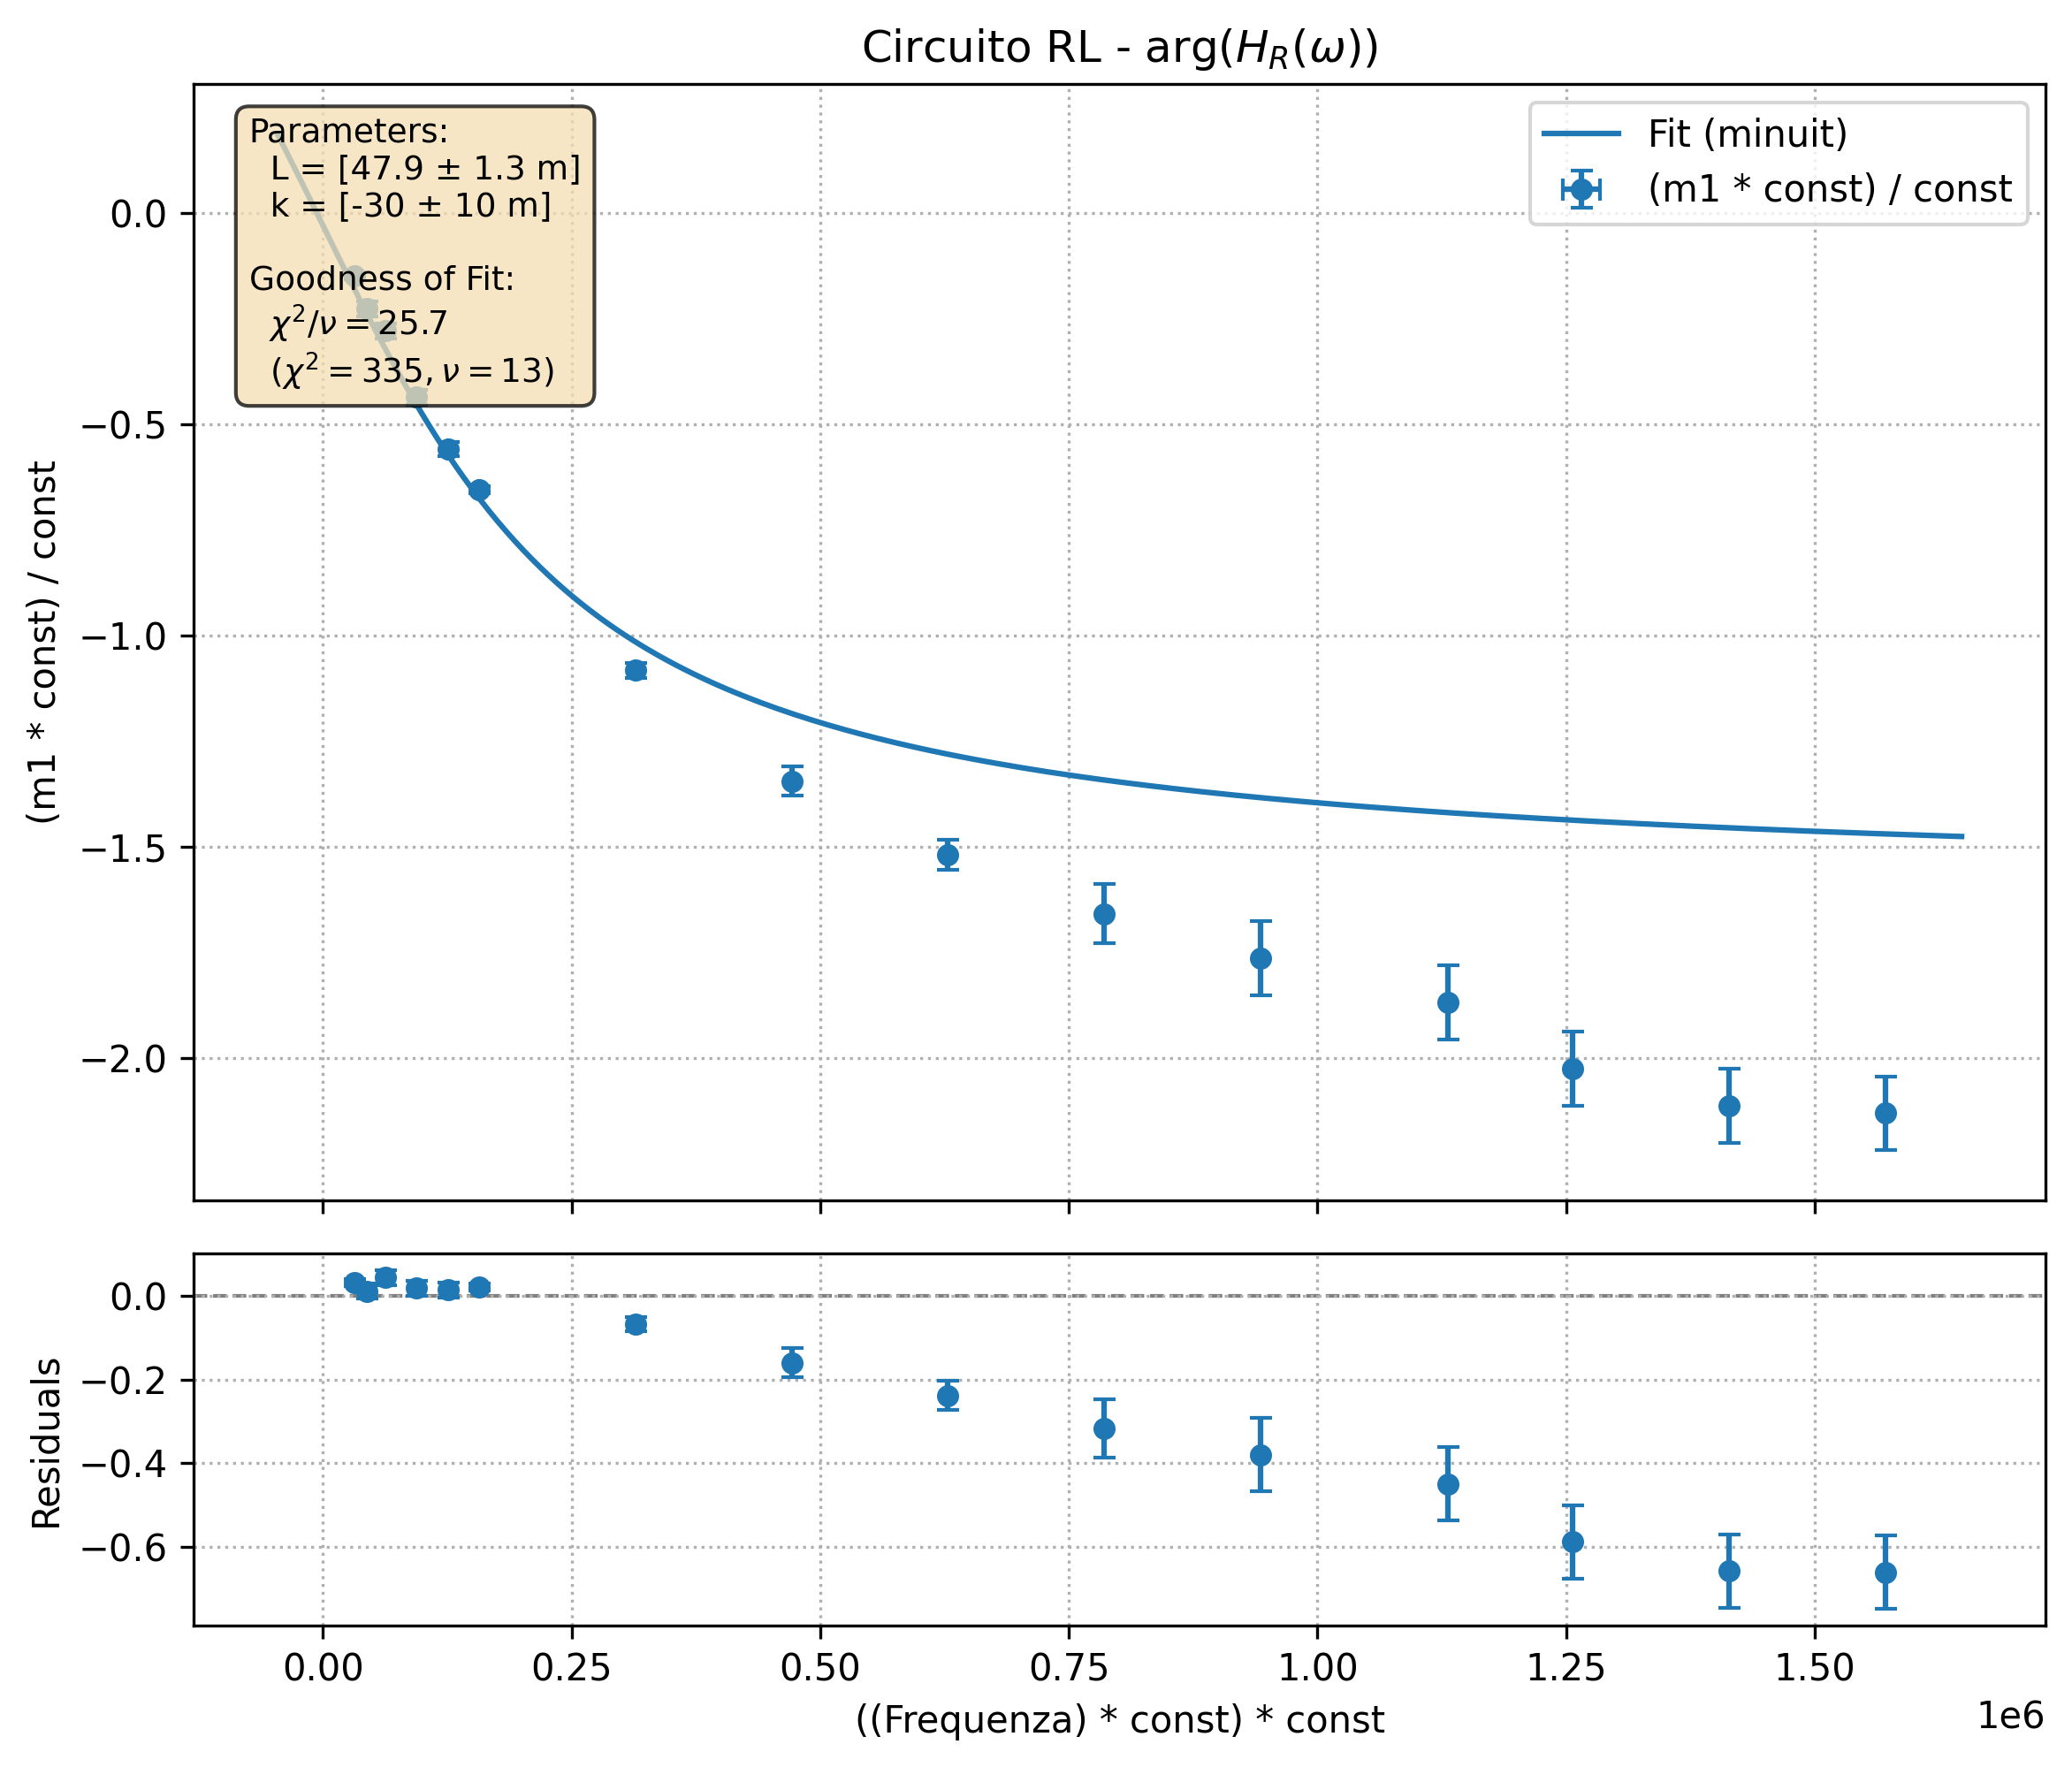 Circuito RL - arg(H_R(ω))
Parameters:
L = [47.9 ± 1.3 m]
k = [-30 ± 10 m]
Goodness of Fit:
χ²/ν = 25.7
(χ² = 335, ν = 13)
Fit (minuit)
(m1 * const) / const
(m1 * const) / const
0.0
−0.5
−1.0
−1.5
−2.0
Residuals
0.0
−0.2
−0.4
−0.6
0.00 0.25 0.50 0.75 1.00 1.25 1.50
1e6
((Frequenza) * const) * const